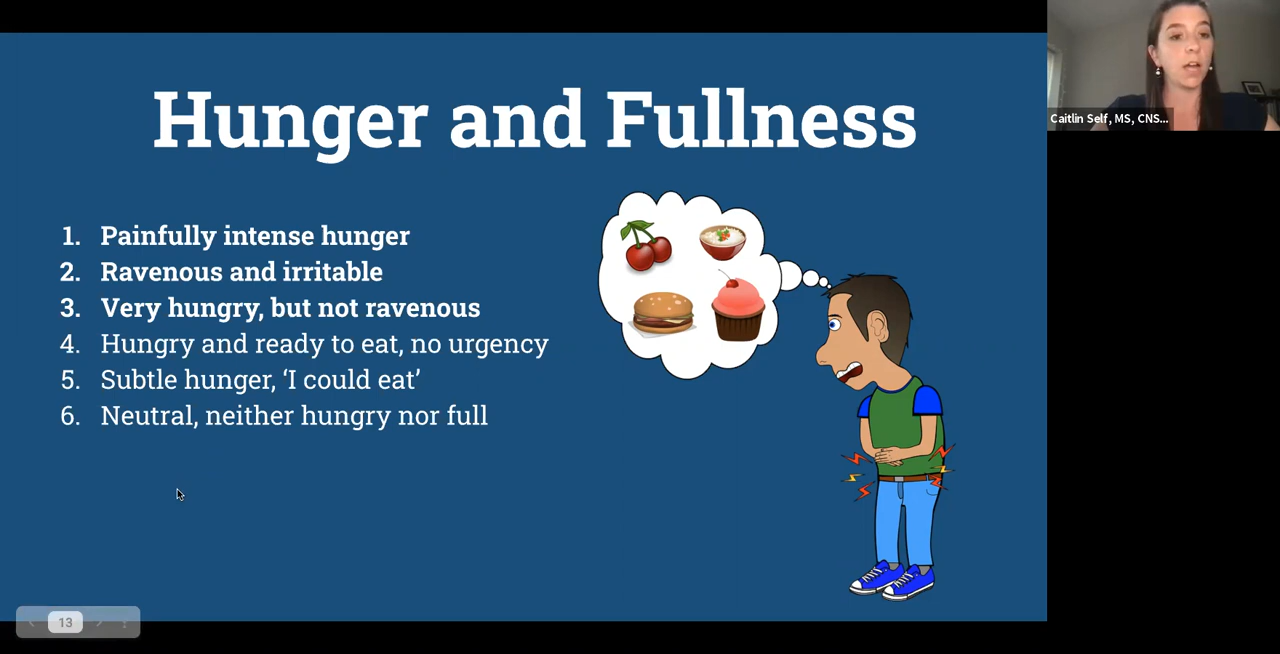 Hunger and Fullness
1. Painfully intense hunger
2. Ravenous and irritable
3. Very hungry, but not ravenous
4. Hungry and ready to eat, no urgency
5. Subtle hunger, ‘I could eat’
6. Neutral, neither hungry nor full
Caitlin Self, MS, CNS...
13